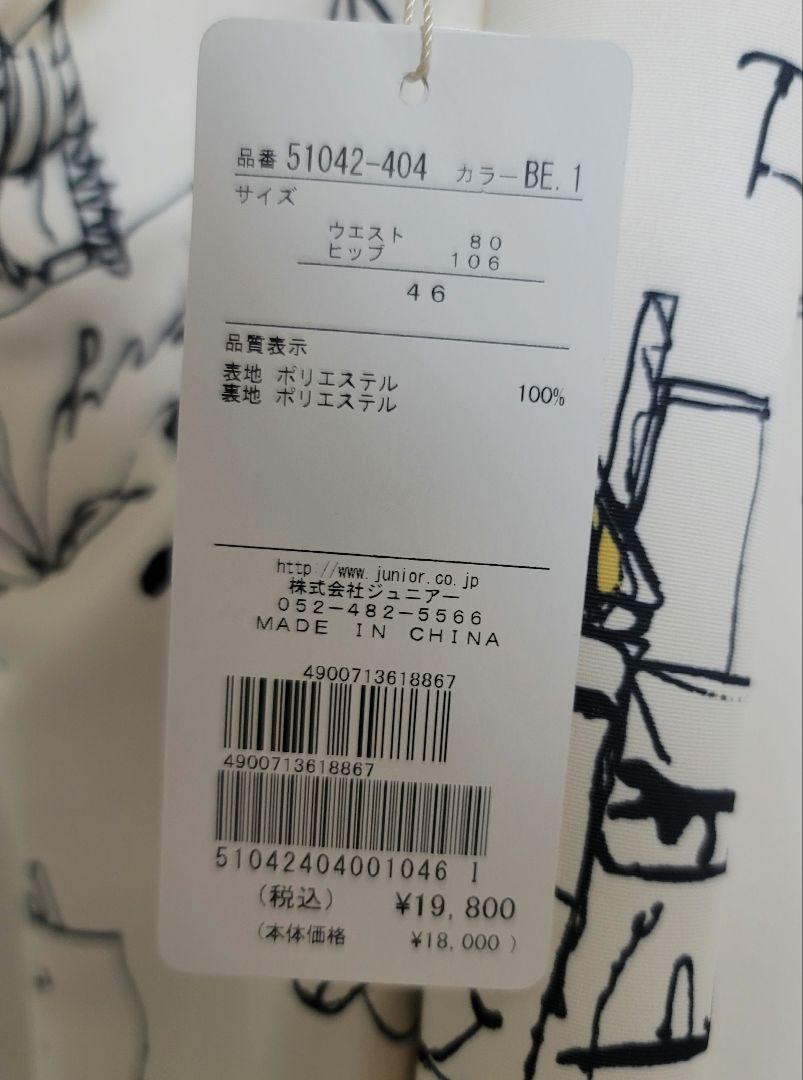 品番 51042-404 カラー BE.1
サイズ
ウエスト 80
ヒップ 106
46
品質表示
表地 ポリエステル
裏地 ポリエステル 100%
http://www.junior.co.jp
株式会社ジュニアー
052-482-5566
MADE IN CHINA
4900713618867
4900713618867
51042404001046 I
(税込) ¥19,800
(本体価格 ¥18,000)